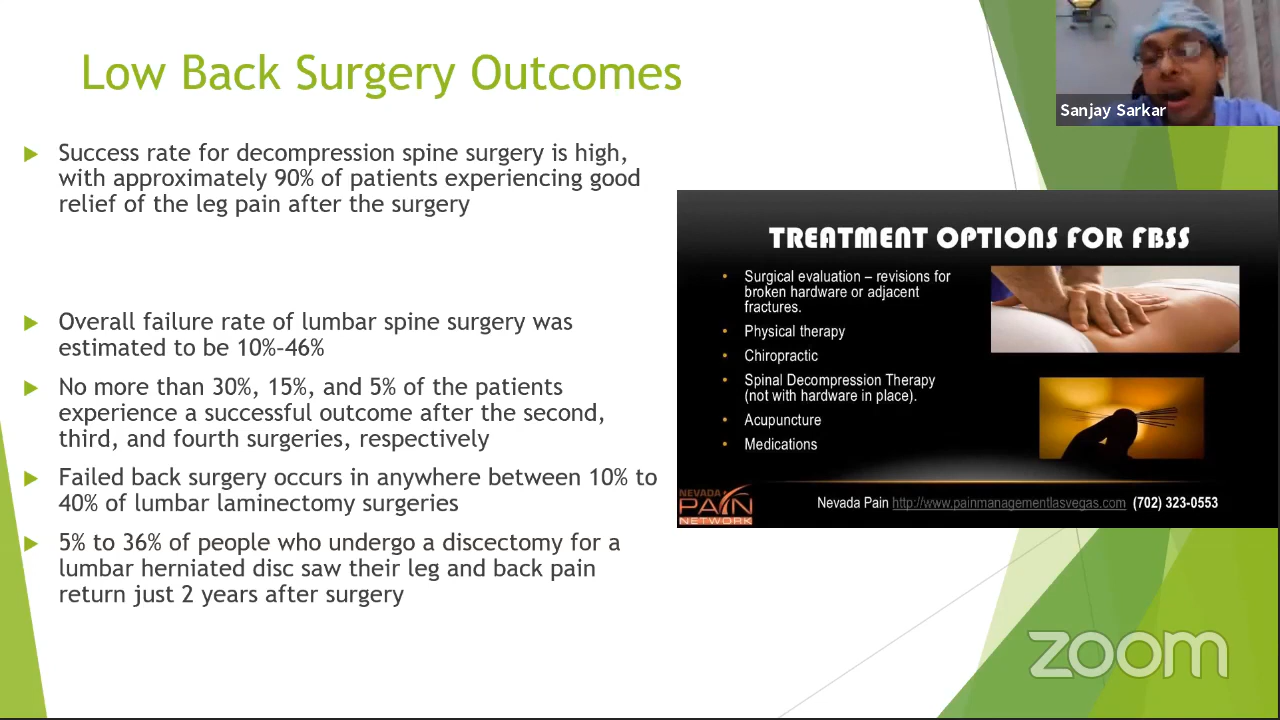 Low Back Surgery Outcomes
Success rate for decompression spine surgery is high,
with approximately 90% of patients experiencing good
relief of the leg pain after the surgery
Overall failure rate of lumbar spine surgery was
estimated to be 10%-46%
No more than 30%, 15%, and 5% of the patients
experience a successful outcome after the second,
third, and fourth surgeries, respectively
Failed back surgery occurs in anywhere between 10% to
40% of lumbar laminectomy surgeries
5% to 36% of people who undergo a discectomy for a
lumbar herniated disc saw their leg and back pain
return just 2 years after surgery
Sanjay Sarkar
TREATMENT OPTIONS FOR FBSS
Surgical evaluation – revisions for
broken hardware or adjacent
fractures.
Physical therapy
Chiropractic
Spinal Decompression Therapy
(not with hardware in place).
Acupuncture
Medications
NEVADA
PAIN
NETWORK
Nevada Pain http://www.painmanagementlasvegas.com (702) 323-0553
zoom